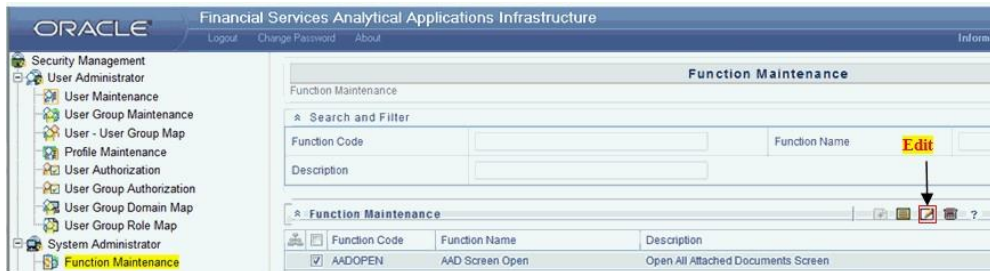 ORACLE
Financial Services Analytical Applications Infrastructure
Logout Change Password About
Security Management
User Administrator
User Maintenance
User Group Maintenance
User - User Group Map
Profile Maintenance
User Authorization
User Group Authorization
User Group Domain Map
User Group Role Map
System Administrator
Function Maintenance
Function Maintenance
Function Maintenance
Search and Filter
Function Code Function Name
Description
Edit
Function Maintenance ?
Function Code Function Name Description
AADOPEN AAD Screen Open Open All Attached Documents Screen